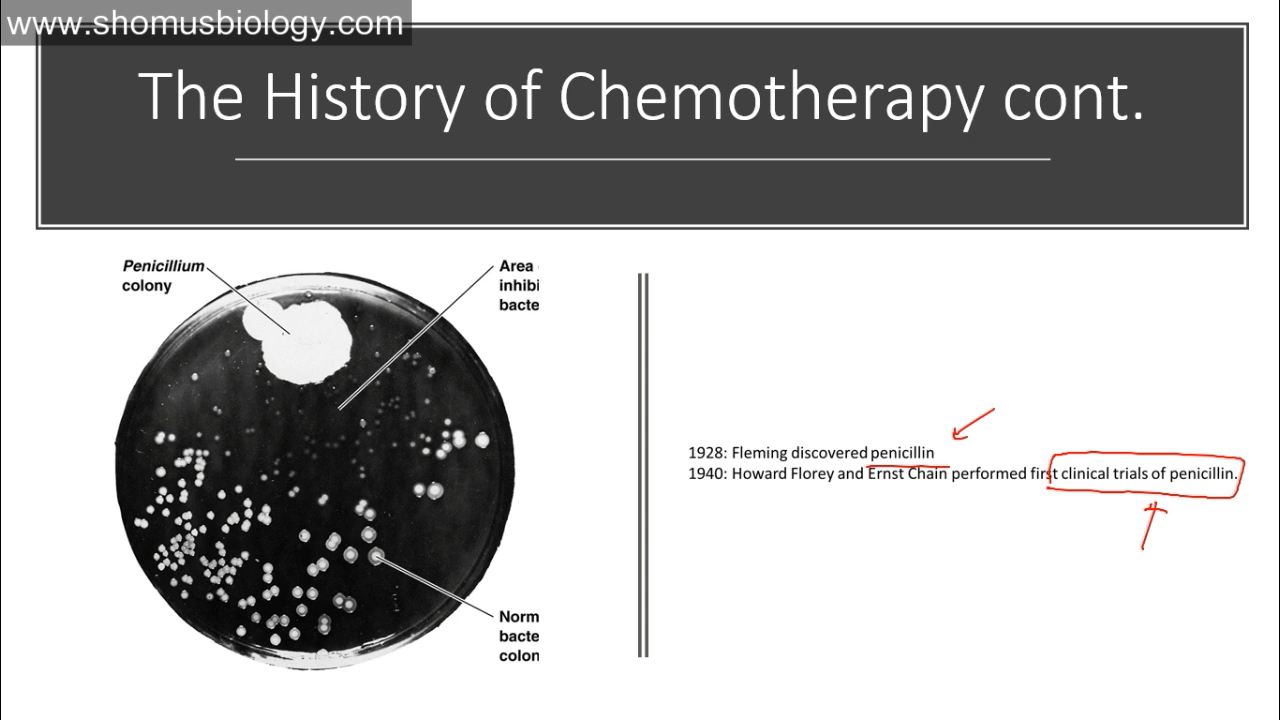 www.shomusbiology.com
The History of Chemotherapy cont.
Penicillium
colony
Area
inhibi
bacte
1928: Fleming discovered penicillin
1940: Howard Florey and Ernst Chain performed first clinical trials of penicillin.
Norm
bacte
colon